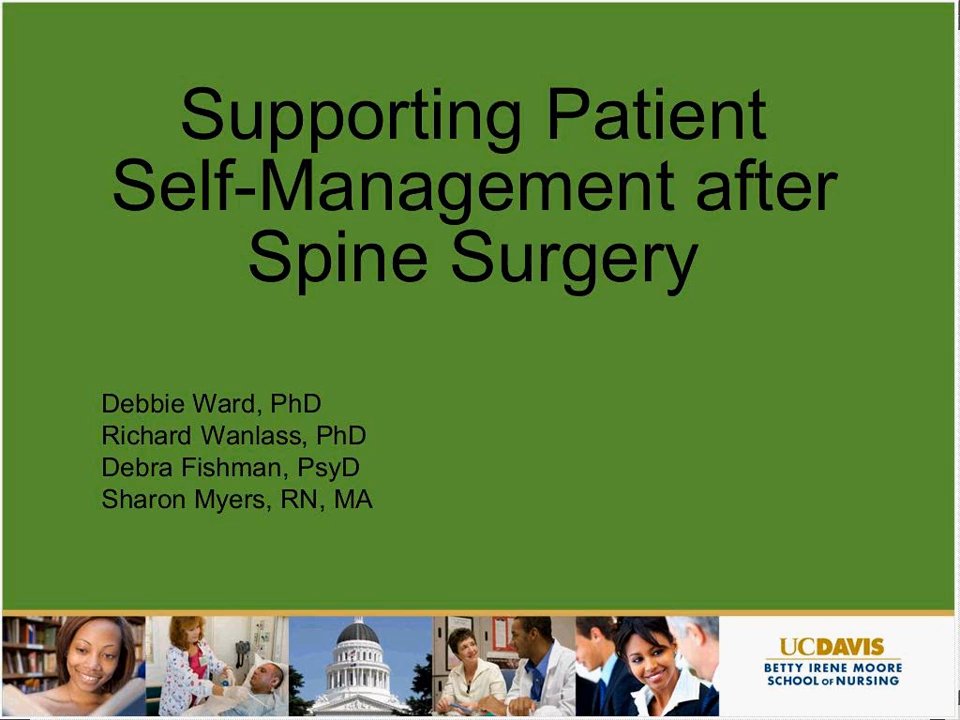 Supporting Patient
Self-Management after
Spine Surgery
Debbie Ward, PhD
Richard Wanlass, PhD
Debra Fishman, PsyD
Sharon Myers, RN, MA
UCDAVIS
BETTY IRENE MOORE
SCHOOL OF NURSING